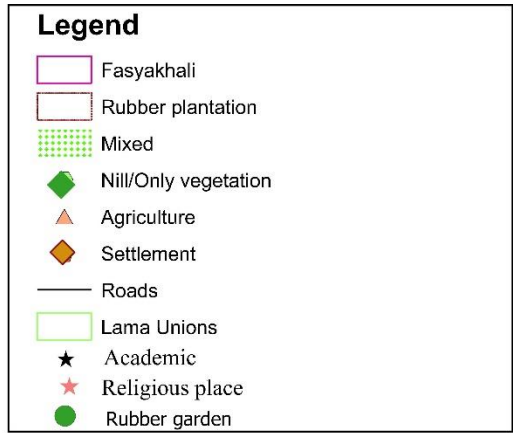 Legend
Fasyakhali
Rubber plantation
Mixed
Nill/Only vegetation
Agriculture
Settlement
Roads
Lama Unions
Academic
Religious place
Rubber garden